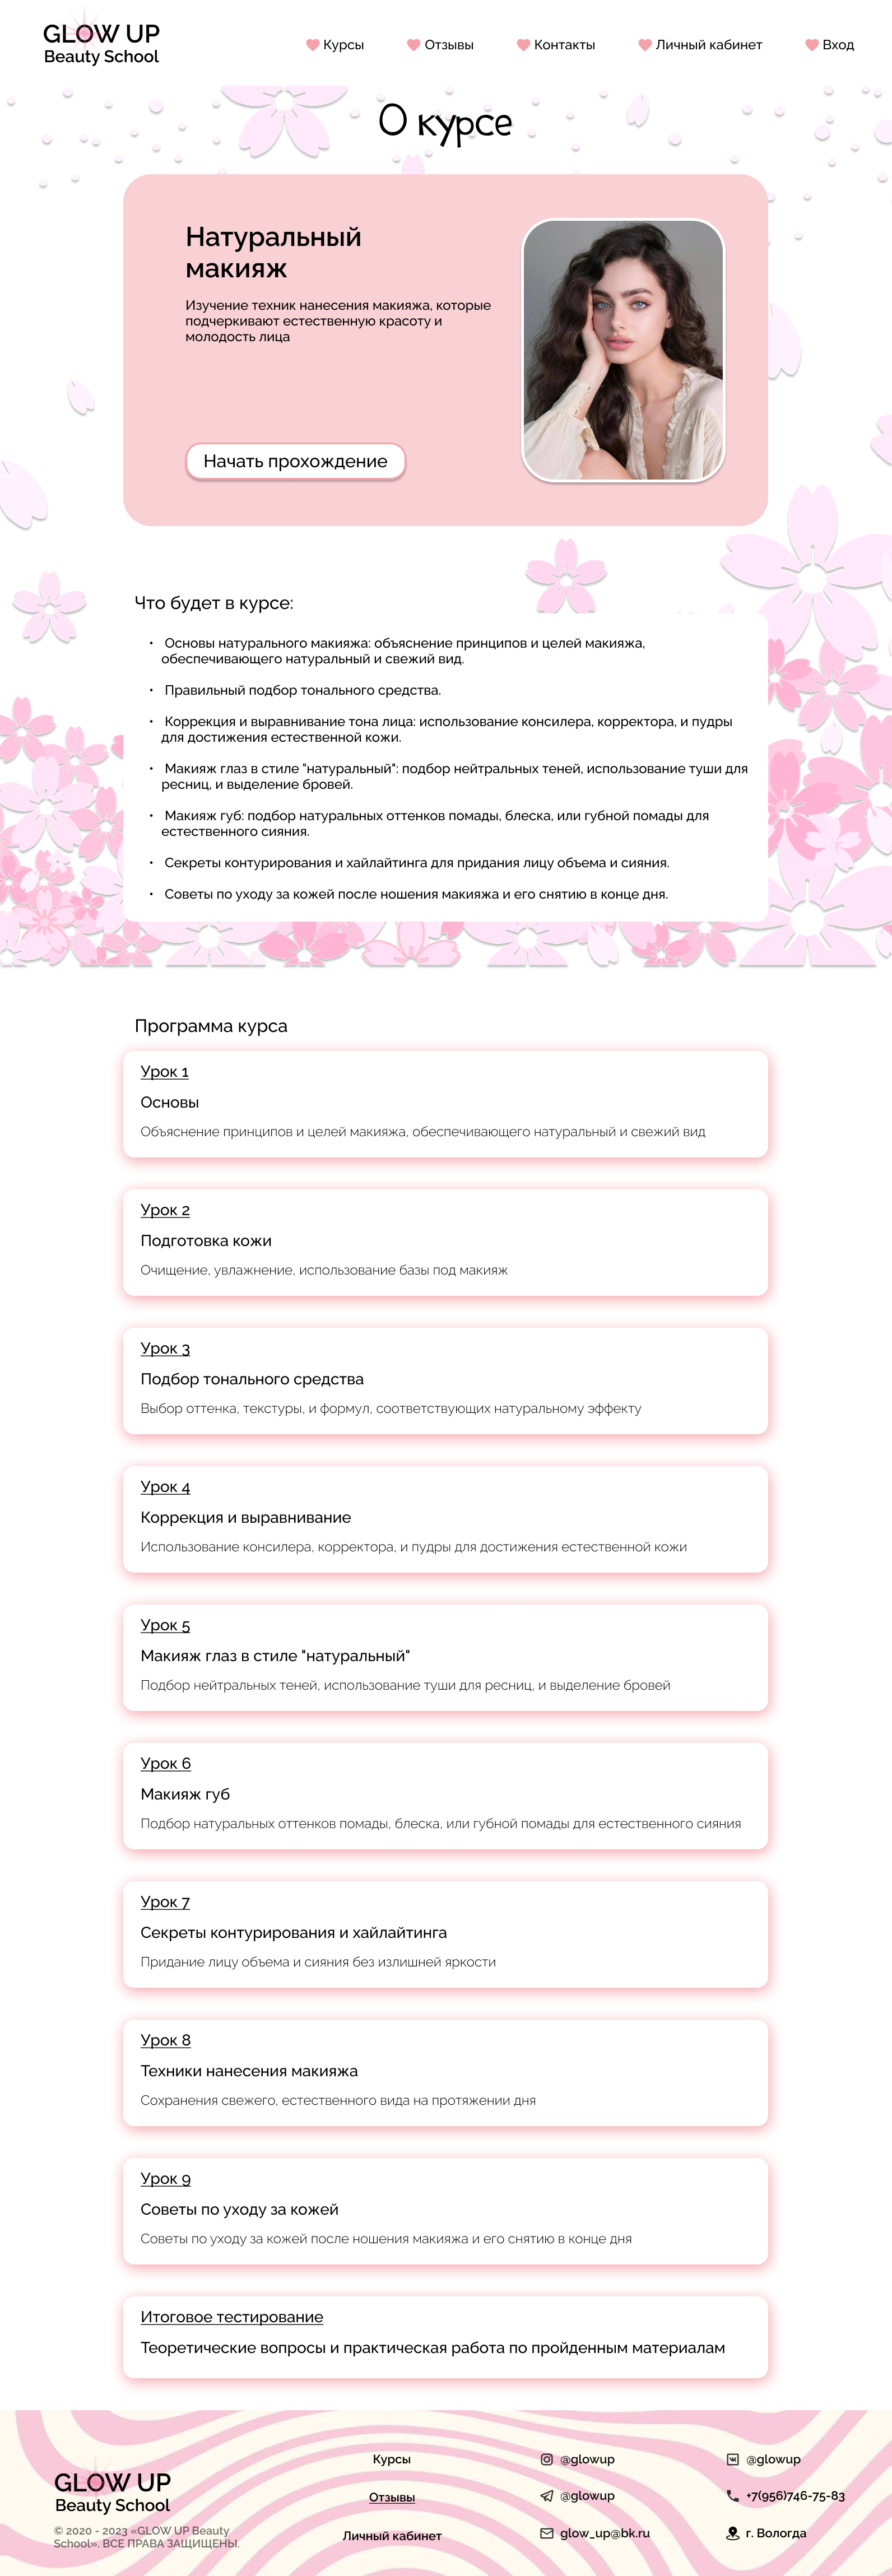 GLOW UP
Beauty School
Курсы
Отзывы
Контакты
Личный кабинет
Вход
О курсе
Натуральный
макияж
Изучение техник нанесения макияжа, которые
подчеркивают естественную красоту и
молодость лица
Начать прохождение
Что будет в курсе:
• Основы натурального макияжа: объяснение принципов и целей макияжа,
обеспечивающего натуральный и свежий вид.
• Правильный подбор тонального средства.
• Коррекция и выравнивание тона лица: использование консилера, корректора, и пудры
для достижения естественной кожи.
• Макияж глаз в стиле "натуральный": подбор нейтральных теней, использование туши для
ресниц, и выделение бровей.
• Макияж губ: подбор натуральных оттенков помады, блеска, или губной помады для
естественного сияния.
• Секреты контурирования и хайлайтинга для придания лицу объема и сияния.
• Советы по уходу за кожей после ношения макияжа и его снятию в конце дня.
Программа курса
Урок 1
Основы
Объяснение принципов и целей макияжа, обеспечивающего натуральный и свежий вид
Урок 2
Подготовка кожи
Очищение, увлажнение, использование базы под макияж
Урок 3
Подбор тонального средства
Выбор оттенка, текстуры, и формул, соответствующих натуральному эффекту
Урок 4
Коррекция и выравнивание
Использование консилера, корректора, и пудры для достижения естественной кожи
Урок 5
Макияж глаз в стиле "натуральный"
Подбор нейтральных теней, использование туши для ресниц, и выделение бровей
Урок 6
Макияж губ
Подбор натуральных оттенков помады, блеска, или губной помады для естественного сияния
Урок 7
Секреты контурирования и хайлайтинга
Придание лицу объема и сияния без излишней яркости
Урок 8
Техники нанесения макияжа
Сохранения свежего, естественного вида на протяжении дня
Урок 9
Советы по уходу за кожей
Советы по уходу за кожей после ношения макияжа и его снятию в конце дня
Итоговое тестирование
Теоретические вопросы и практическая работа по пройденным материалам
GLOW UP
Beauty School
© 2020 - 2023 «GLOW UP Beauty
School». ВСЕ ПРАВА ЗАЩИЩЕНЫ.
Курсы
Отзывы
Личный кабинет
@glowup
@glowup
glow_up@bk.ru
@glowup
+7(956)746-75-83
г. Вологда